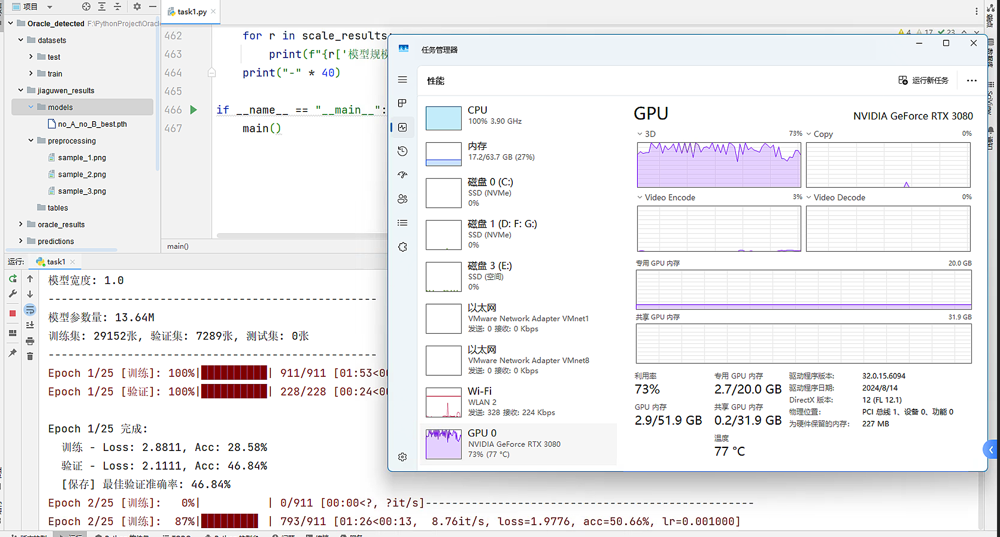 项目
task1.py
Oracle_detected F:\PythonProject\Oracl
datasets
test
train
jiaguwen_results
models
no_A_no_B_best.pth
preprocessing
sample_1.png
sample_2.png
sample_3.png
tables
oracle_results
predictions
462 for r in scale_results:
463 print(f"{r['模型规模
464 print("-" * 40)
465
466 if __name__ == "__main__":
467 main()
4 17 23
main()
任务管理器
性能
运行新任务
CPU
100% 3.90 GHz
内存
17.2/63.7 GB (27%)
磁盘 0 (C:)
SSD (NVMe)
0%
磁盘 1 (D: F: G:)
SSD (NVMe)
0%
磁盘 3 (E:)
SSD (空间)
0%
以太网
VMware Network Adapter VMnet1
发送: 0 接收: 0 Kbps
以太网
VMware Network Adapter VMnet8
发送: 0 接收: 0 Kbps
Wi-Fi
WLAN 2
发送: 328 接收: 224 Kbps
GPU 0
NVIDIA GeForce RTX 3080
73% (77 °C)
GPU NVIDIA GeForce RTX 3080
3D 73% Copy 0%
Video Encode 3% Video Decode 0%
专用 GPU 内存 20.0 GB
共享 GPU 内存 31.9 GB
利用率
73%
专用 GPU 内存
2.7/20.0 GB
GPU 内存
2.9/51.9 GB
共享 GPU 内存
0.2/31.9 GB
温度
77 °C
驱动程序版本: 32.0.15.6094
驱动程序日期: 2024/8/14
DirectX 版本: 12 (FL 12.1)
物理位置: PCI 总线 1、设备 0、功能 0
为硬件保留的内存: 227 MB
数据库
SciView
通知
运行: task1
模型宽度: 1.0
--------------------------------------------------
模型参数量: 13.64M
训练集: 29152张, 验证集: 7289张, 测试集: 0张
--------------------------------------------------
Epoch 1/25 [训练]: 100%|██████████| 911/911 [01:53<00
Epoch 1/25 [验证]: 100%|██████████| 228/228 [00:24<00
Epoch 1/25 完成:
训练 - Loss: 2.8811, Acc: 28.58%
验证 - Loss: 2.1111, Acc: 46.84%
[保存] 最佳验证准确率: 46.84%
Epoch 2/25 [训练]: 0%| | 0/911 [00:00<?, ?it/s]--------------------------------------------------
Epoch 2/25 [训练]: 87%|████████▋ | 793/911 [01:26<00:13, 8.76it/s, loss=1.9776, acc=50.66%, lr=0.001000]